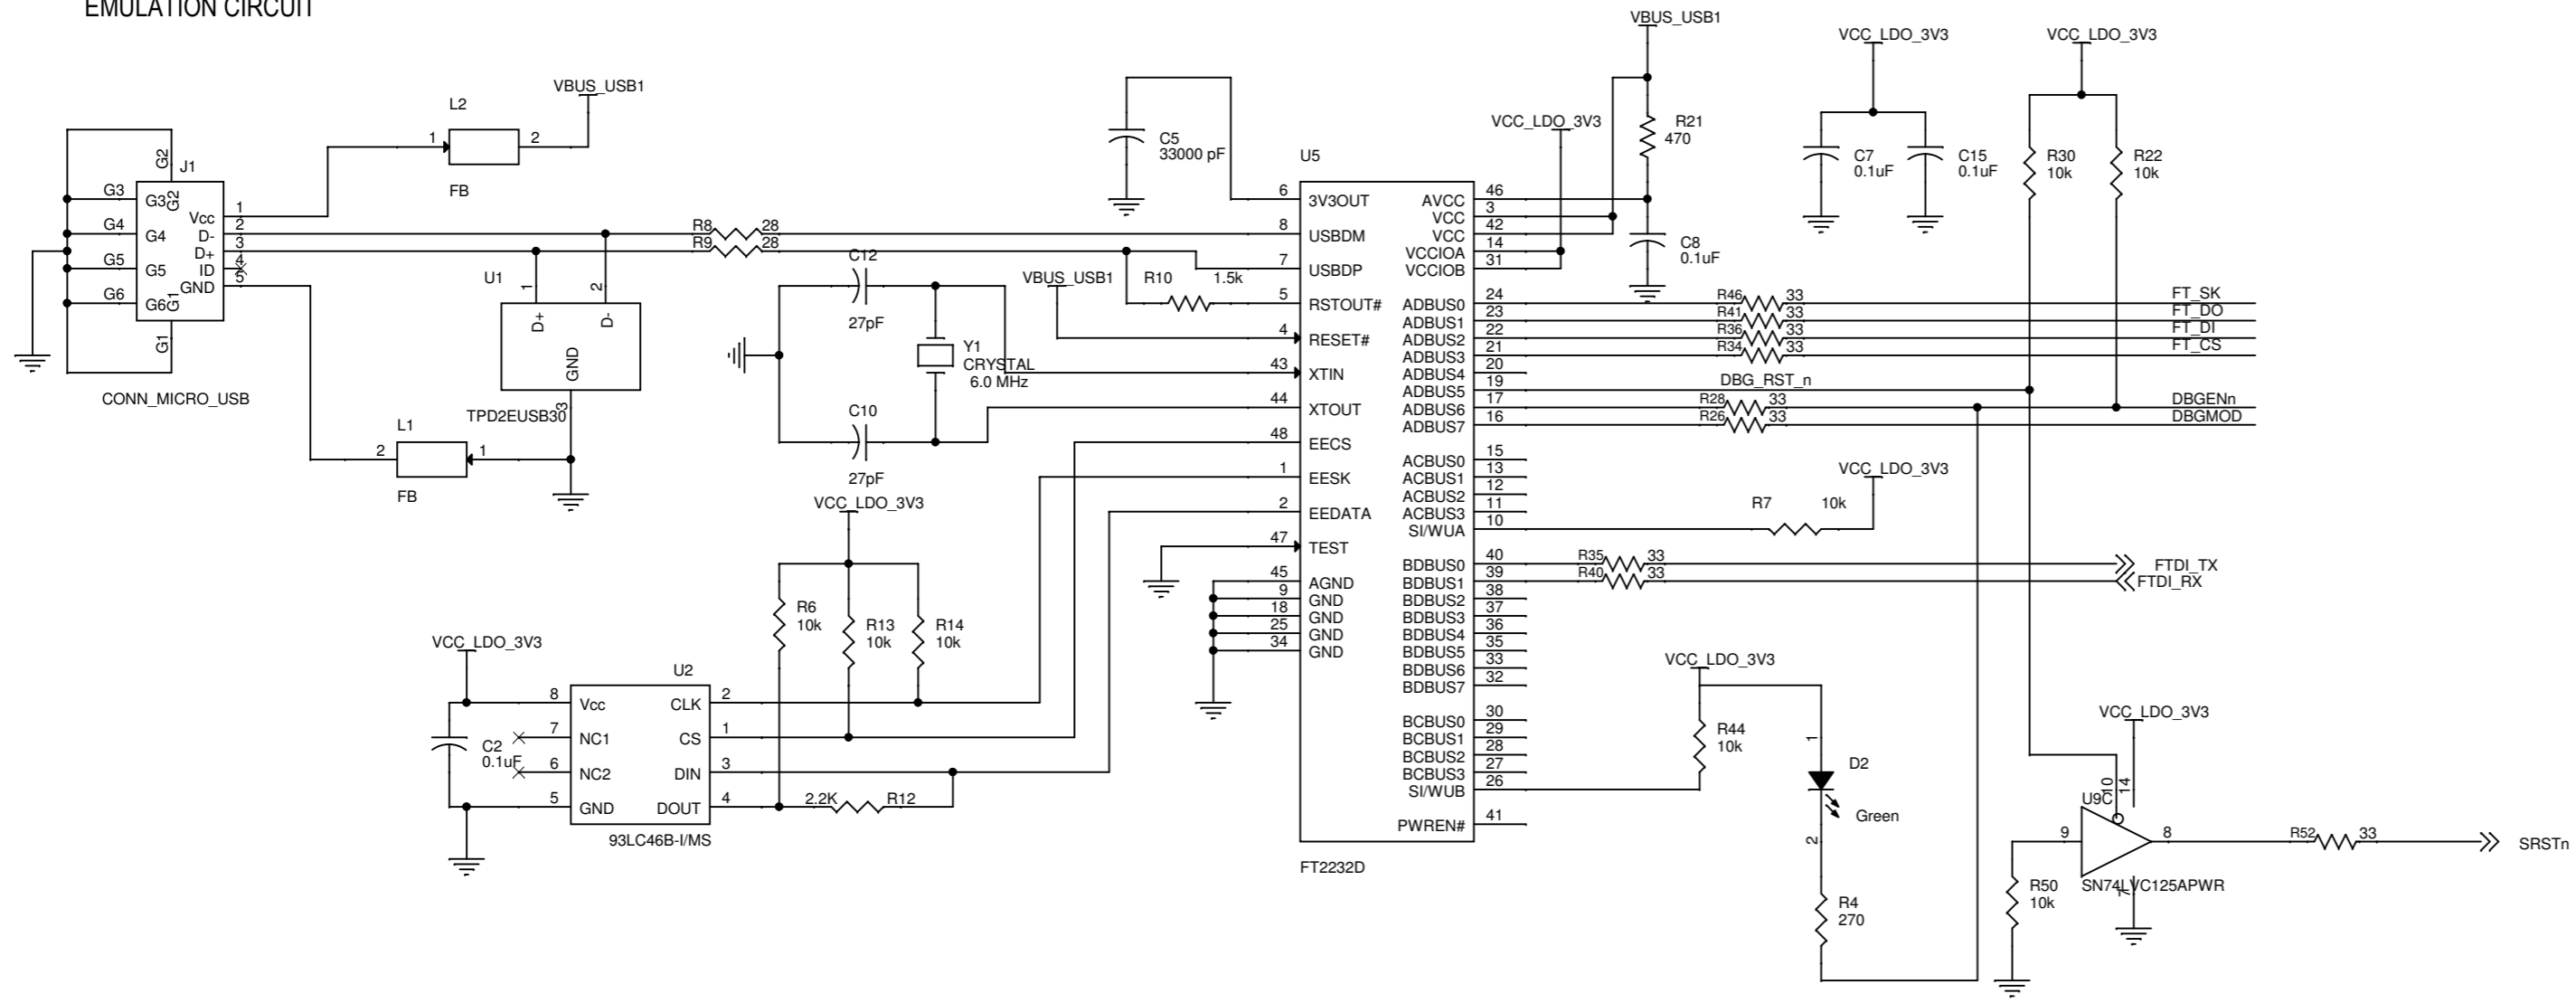 EMULATION CIRCUIT
VBUS_USB1
L2
1
2
FB
J1
G2
G3
G4
G5
G6
G1
G3
G2
G4
G5
G6
G1
Vcc
D-
D+
ID
GND
1
2
3
4
5
CONN_MICRO_USB
L1
2
1
FB
U1
1
2
D+
D-
GND
3
TPD2EUSB30
R8
28
R9
28
C12
27pF
C10
27pF
Y1
CRYSTAL
6.0 MHz
VBUS_USB1
R10
1.5k
C5
33000 pF
VCC_LDO_3V3
R6
10k
R13
10k
R14
10k
VCC_LDO_3V3
C2
0.1uF
U2
8
Vcc
CLK
2
7
NC1
CS
1
6
NC2
DIN
3
5
GND
DOUT
4
93LC46B-I/MS
2.2K
R12
U5
6
3V3OUT
8
USBDM
7
USBDP
5
RSTOUT#
4
RESET#
43
XTIN
44
XTOUT
48
EECS
1
EESK
2
EEDATA
47
TEST
45
AGND
9
GND
18
GND
25
GND
34
GND
AVCC
46
VCC
3
VCC
42
VCCIOA
14
VCCIOB
31
ADBUS0
24
ADBUS1
23
ADBUS2
22
ADBUS3
21
ADBUS4
20
ADBUS5
19
ADBUS6
17
ADBUS7
16
ACBUS0
15
ACBUS1
13
ACBUS2
12
ACBUS3
11
SI/WUA
10
BDBUS0
40
BDBUS1
39
BDBUS2
38
BDBUS3
37
BDBUS4
36
BDBUS5
35
BDBUS6
33
BDBUS7
32
BCBUS0
30
BCBUS1
29
BCBUS2
28
BCBUS3
27
SI/WUB
26
PWREN#
41
FT2232D
VBUS_USB1
VCC_LDO_3V3
R21
470
C8
0.1uF
VCC_LDO_3V3
C7
0.1uF
C15
0.1uF
VCC_LDO_3V3
R30
10k
R22
10k
R46
33
FT_SK
R41
33
FT_DO
R36
33
FT_DI
R34
33
FT_CS
DBG_RST_n
R28
33
DBGENn
R26
33
DBGMOD
VCC_LDO_3V3
R7
10k
R35
33
FTDI_TX
R40
33
FTDI_RX
VCC_LDO_3V3
R44
10k
1
D2
Green
2
R4
270
VCC_LDO_3V3
10
14
U9C
9
8
7
SN74LVC125APWR
R50
10k
R52
33
SRSTn